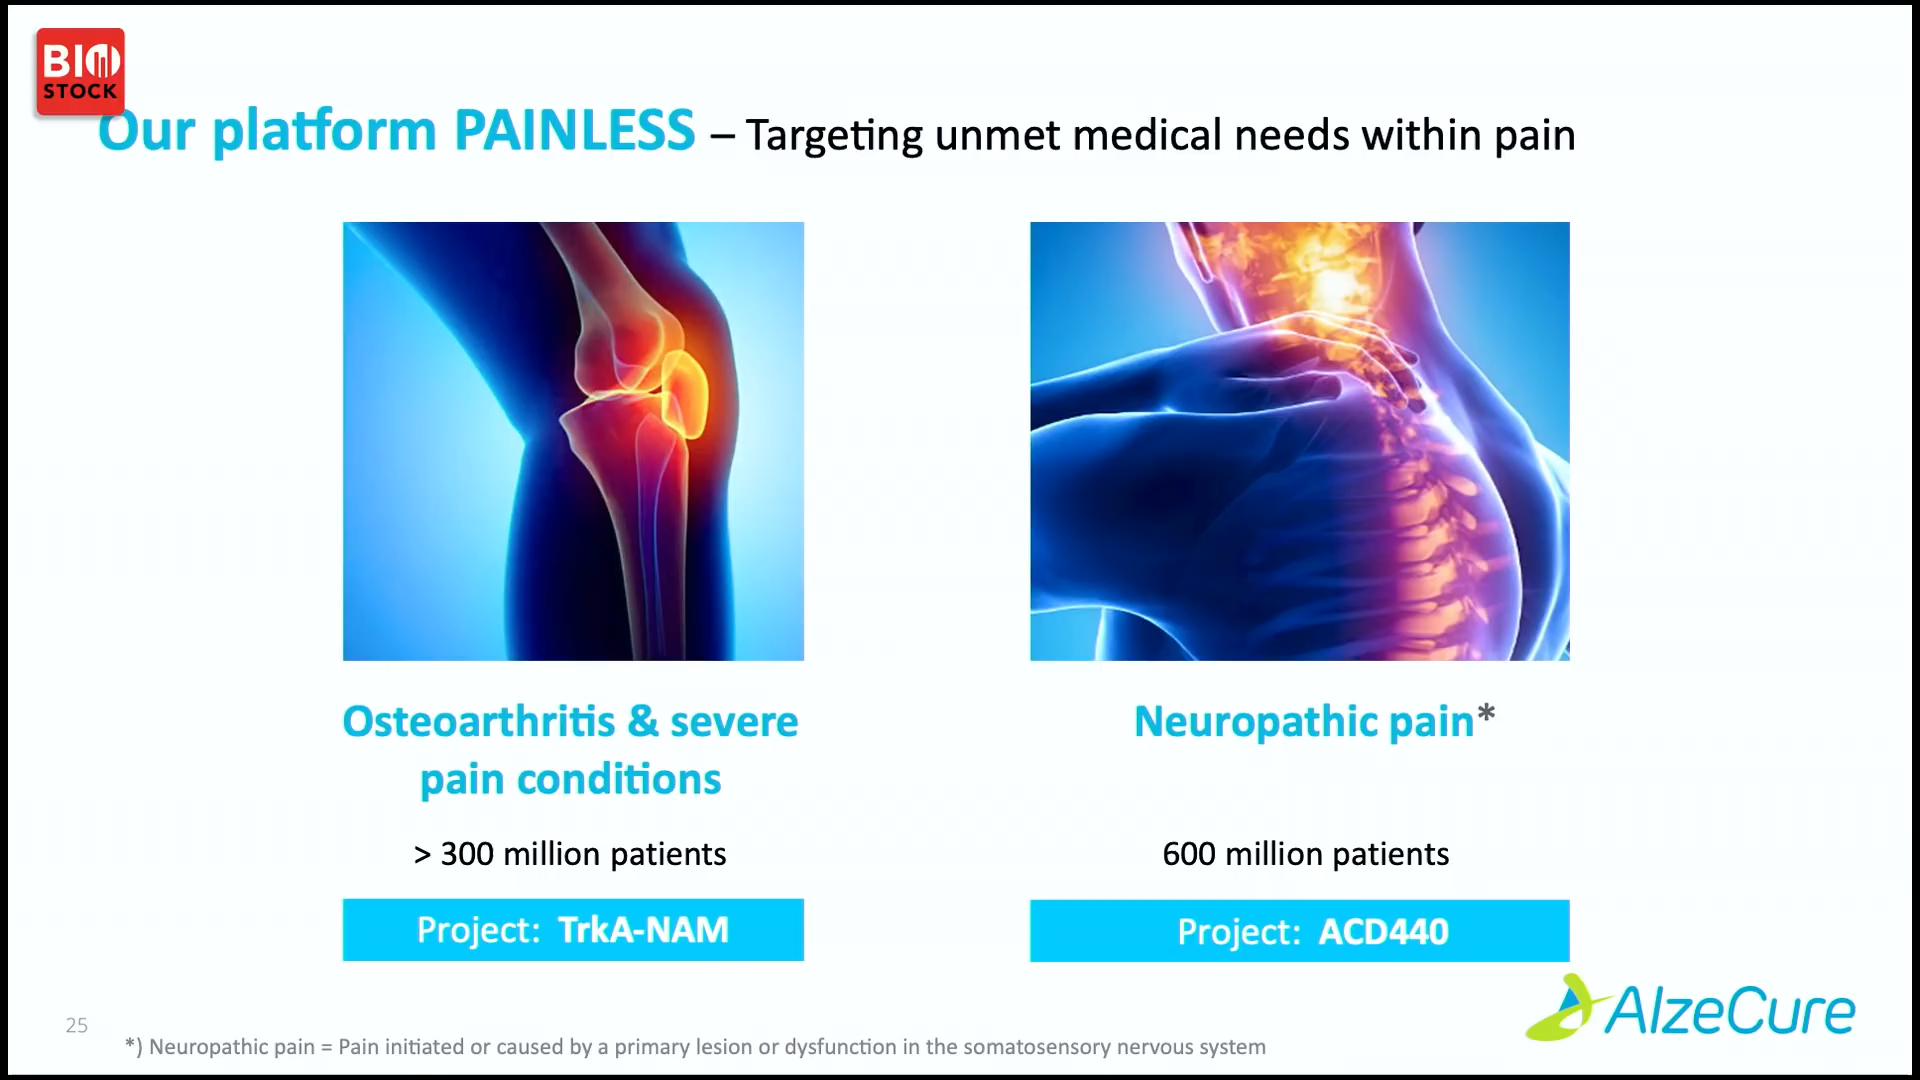 BIO
STOCK
Our platform PAINLESS – Targeting unmet medical needs within pain
Osteoarthritis & severe
pain conditions
Neuropathic pain*
> 300 million patients
600 million patients
Project: TrkA-NAM
Project: ACD440
AlzeCure
25
*) Neuropathic pain = Pain initiated or caused by a primary lesion or dysfunction in the somatosensory nervous system